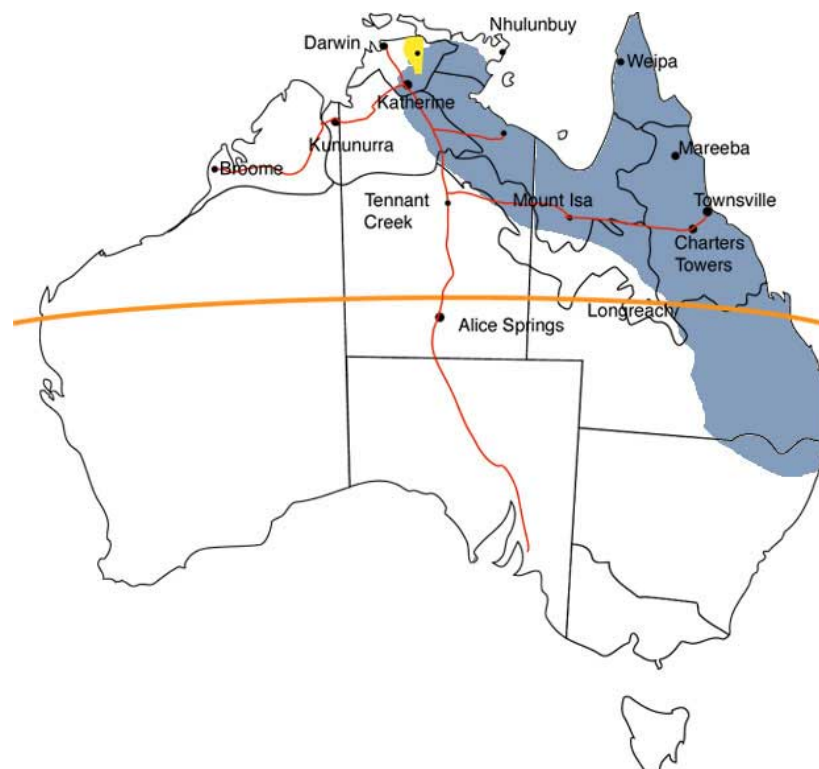 Nhulunbuy
Darwin
Weipa
Katherine
Mareeba
Kununurra
Broome
Tennant
Creek
Mount Isa
Townsville
Charters
Towers
Longreach
Alice Springs